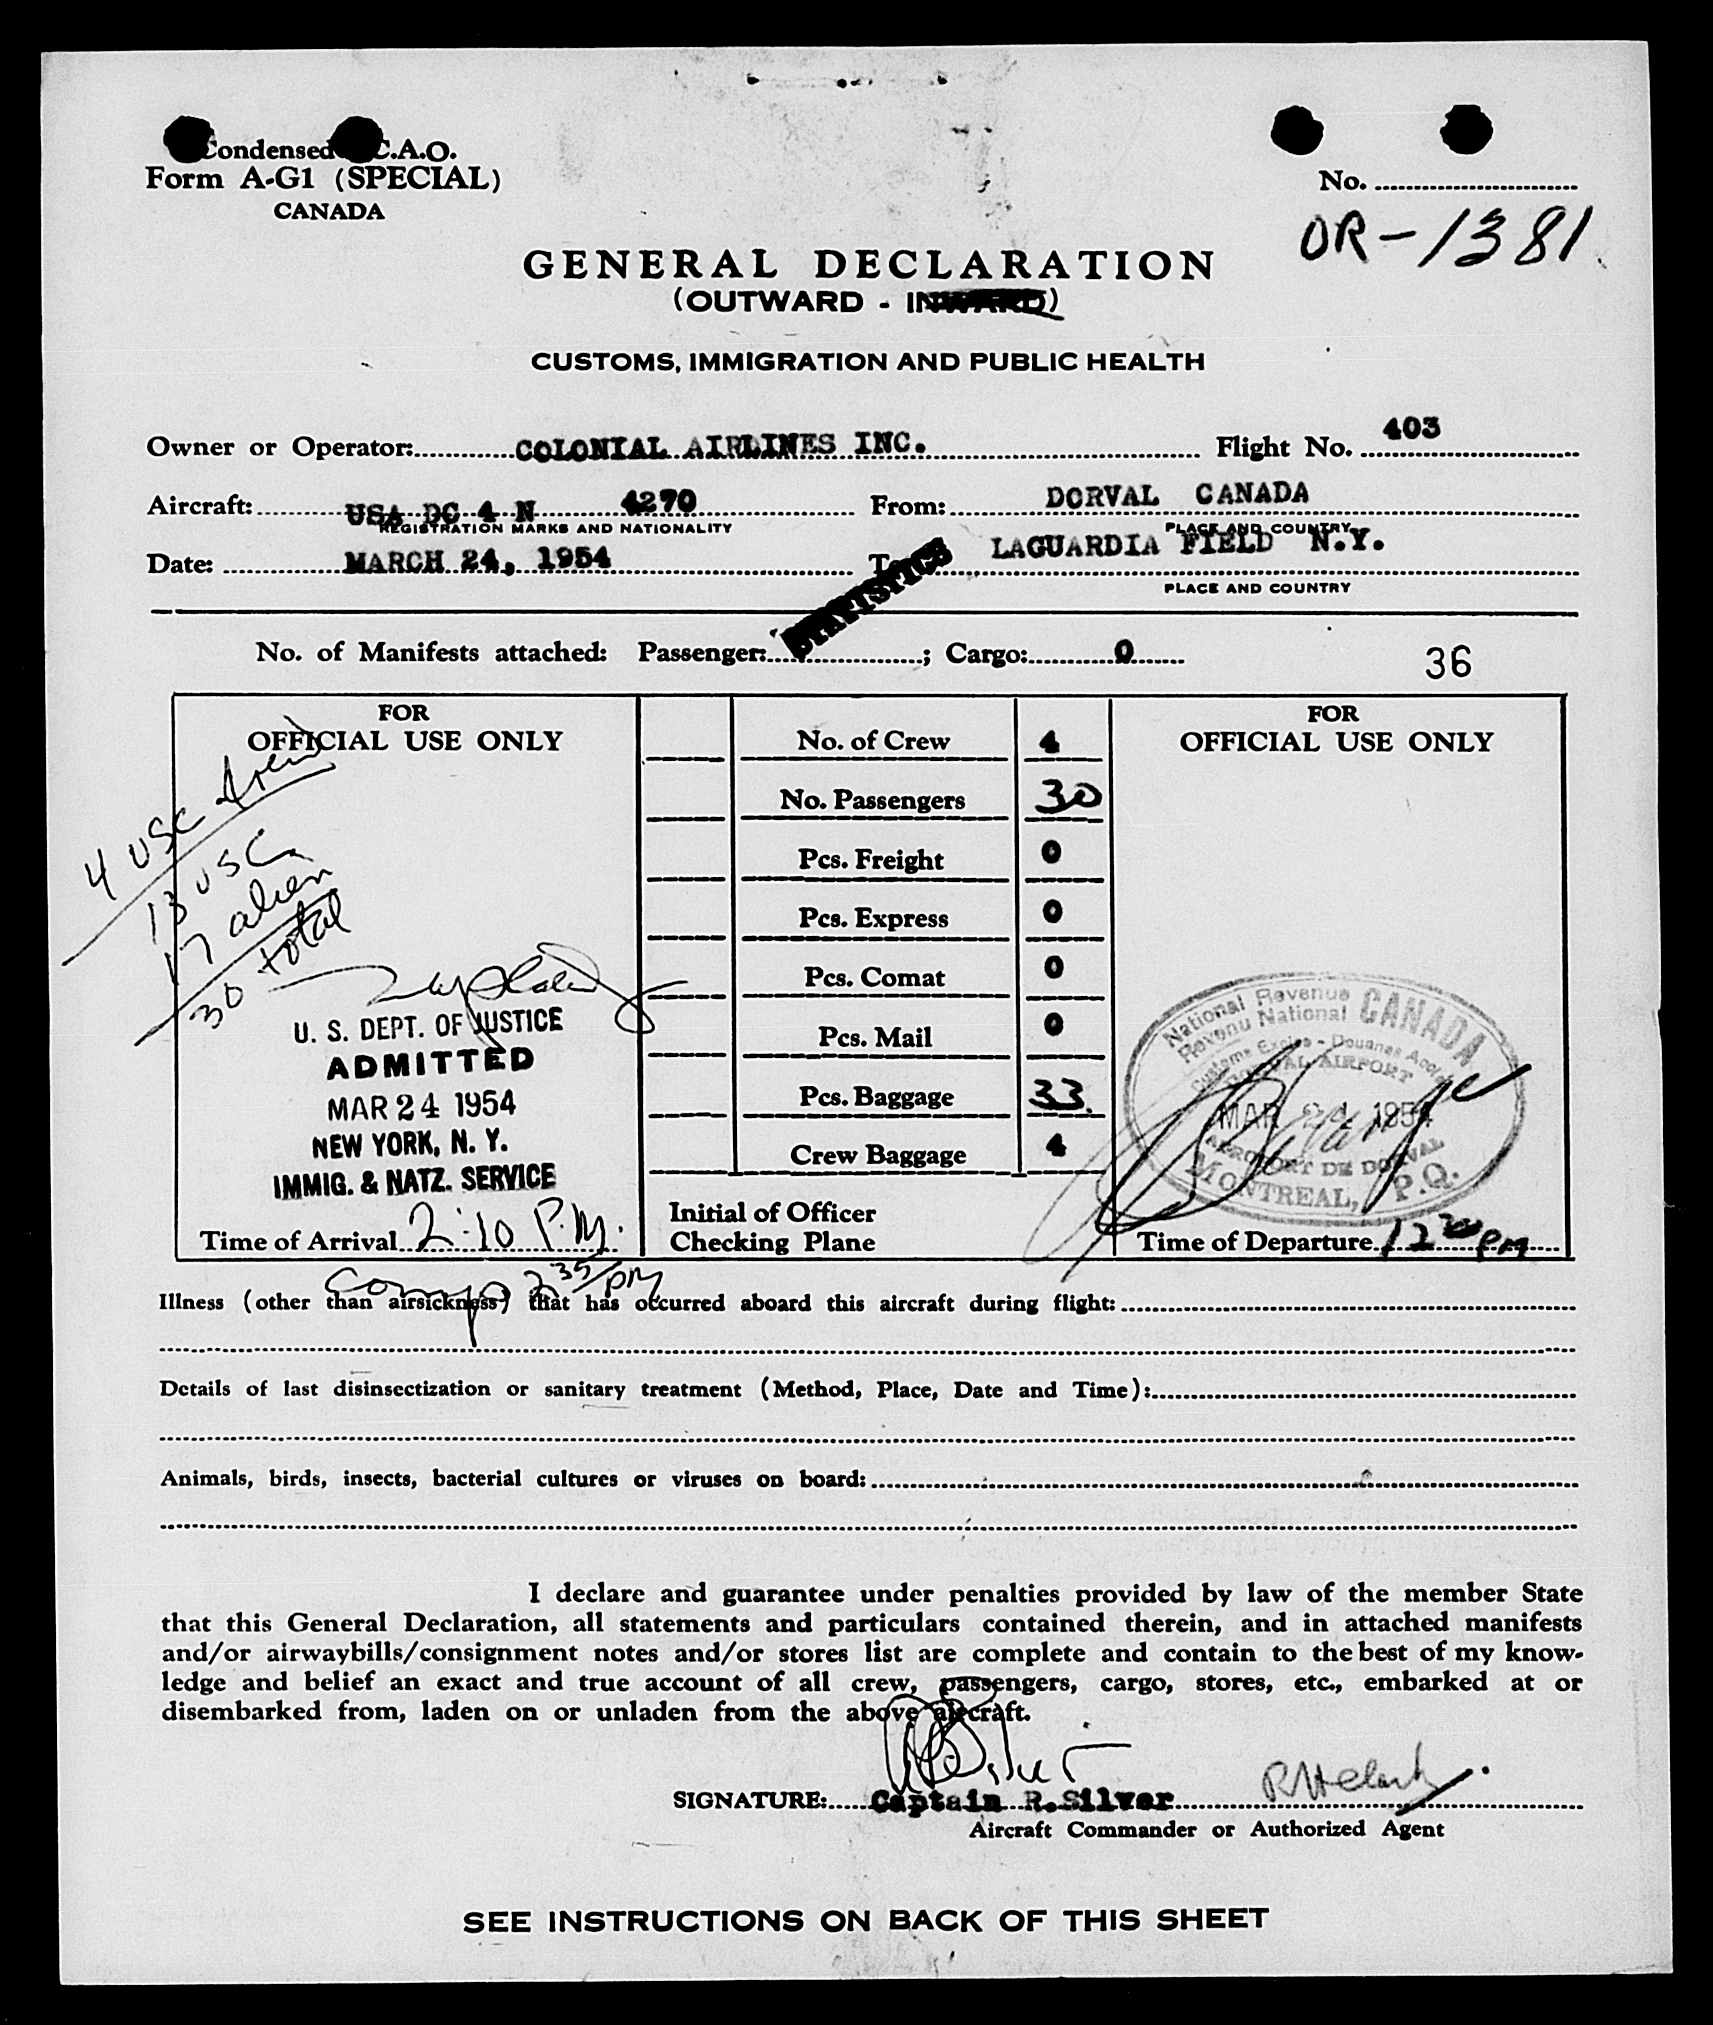 Condensed C.A.O.
Form A-G1 (SPECIAL)
CANADA
No.
OR-1381
GENERAL DECLARATION
(OUTWARD - INWARD)
CUSTOMS, IMMIGRATION AND PUBLIC HEALTH
Owner or Operator: COLONIAL AIRLINES INC. Flight No. 403
Aircraft: USA DC 4 N 4270 From: DORVAL CANADA
REGISTRATION MARKS AND NATIONALITY PLACE AND COUNTRY
Date: MARCH 24, 1954 To LAGUARDIA FIELD N.Y.
PLACE AND COUNTRY
STATISTICS
No. of Manifests attached: Passenger: ; Cargo: 0 36
FOR
OFFICIAL USE ONLY
4 USC
13 USC
17 alien
30 total
U. S. DEPT. OF JUSTICE
ADMITTED
MAR 24 1954
NEW YORK, N. Y.
IMMIG. & NATZ. SERVICE
Time of Arrival 2:10 P.M.
No. of Crew 4
No. Passengers 30
Pcs. Freight 0
Pcs. Express 0
Pcs. Comat 0
Pcs. Mail 0
Pcs. Baggage 33
Crew Baggage 4
Initial of Officer
Checking Plane
FOR
OFFICIAL USE ONLY
National Revenue CANADA
Revenu National
Customs Excise - Douanes Accise
DORVAL AIRPORT
MAR 24 1954
AEROPORT DE DORVAL
MONTREAL, P.Q.
Time of Departure 12 30 PM
Comp 2 35 PM
Illness (other than airsickness) that has occurred aboard this aircraft during flight:
Details of last disinsectization or sanitary treatment (Method, Place, Date and Time):
Animals, birds, insects, bacterial cultures or viruses on board:
I declare and guarantee under penalties provided by law of the member State
that this General Declaration, all statements and particulars contained therein, and in attached manifests
and/or airwaybills/consignment notes and/or stores list are complete and contain to the best of my know-
ledge and belief an exact and true account of all crew, passengers, cargo, stores, etc., embarked at or
disembarked from, laden on or unladen from the above aircraft.
SIGNATURE: Captain R.Silver
Aircraft Commander or Authorized Agent
SEE INSTRUCTIONS ON BACK OF THIS SHEET